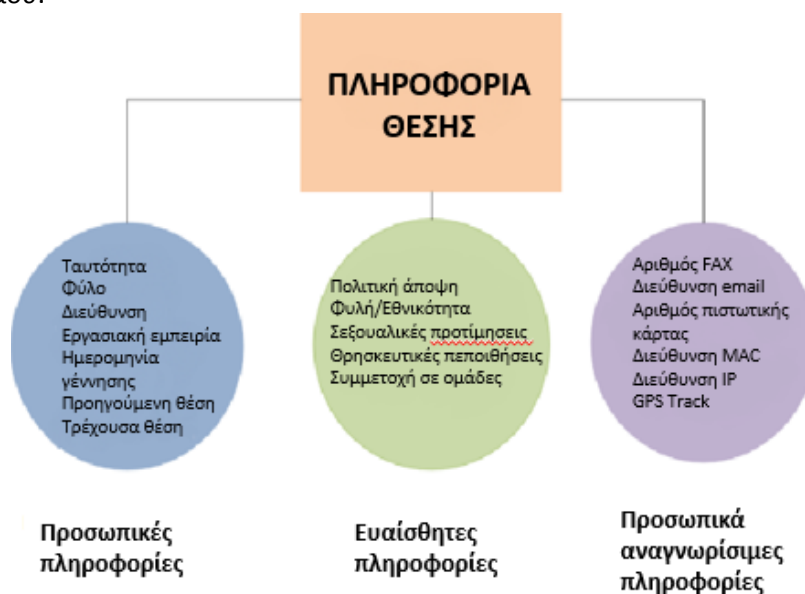 ΠΛΗΡΟΦΟΡΙΑ
ΘΕΣΗΣ
Ταυτότητα
Φύλο
Διεύθυνση
Εργασιακή εμπειρία
Ημερομηνία
γέννησης
Προηγούμενη θέση
Τρέχουσα θέση
Πολιτική άποψη
Φυλή/Εθνικότητα
Σεξουαλικές προτίμησεις
Θρησκευτικές πεποιθήσεις
Συμμετοχή σε ομάδες
Αριθμός FAX
Διεύθυνση email
Αριθμός πιστωτικής
κάρτας
Διεύθυνση MAC
Διεύθυνση IP
GPS Track
Προσωπικές
πληροφορίες
Ευαίσθητες
πληροφορίες
Προσωπικά
αναγνωρίσιμες
πληροφορίες